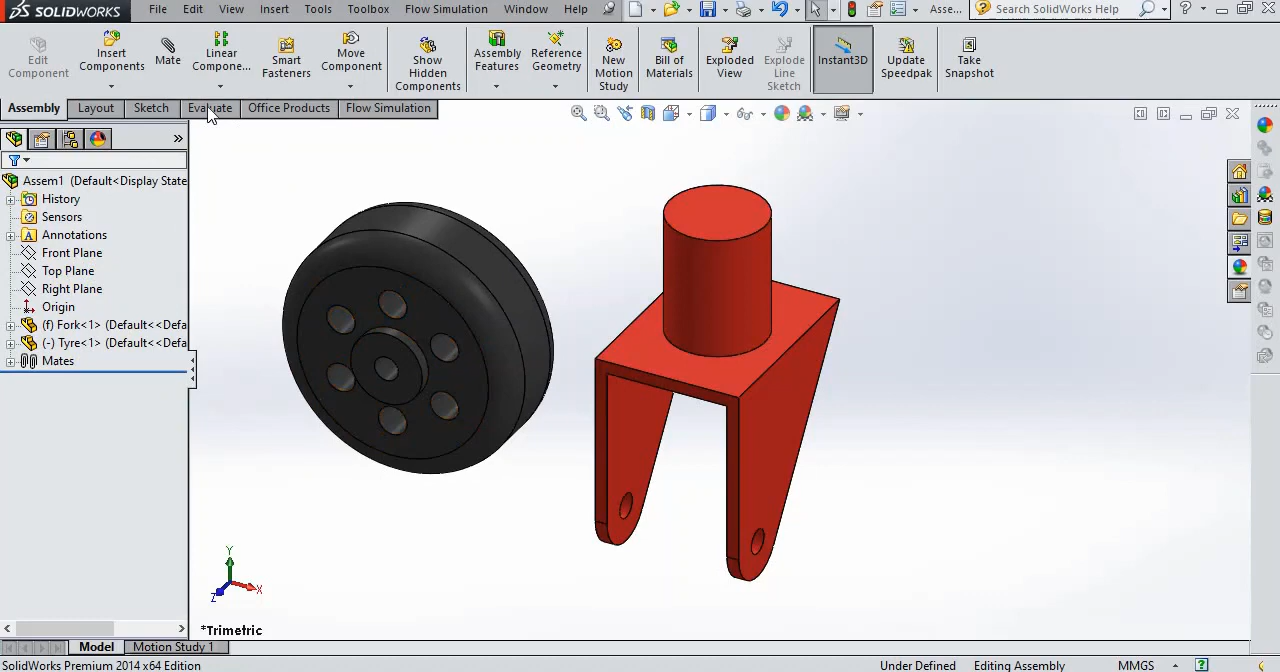 SOLIDWORKS File Edit View Insert Tools Toolbox Flow Simulation Window Help Asse... Search SolidWorks Help
Edit Component
Insert Components
Mate
Linear Compone...
Smart Fasteners
Move Component
Show Hidden Components
Assembly Features
Reference Geometry
New Motion Study
Bill of Materials
Exploded View
Explode Line Sketch
Instant3D
Update Speedpak
Take Snapshot
Assembly Layout Sketch Evaluate Office Products Flow Simulation
Assem1 (Default<Display State
History
Sensors
Annotations
Front Plane
Top Plane
Right Plane
Origin
(f) Fork<1> (Default<<Defa
(-) Tyre<1> (Default<<Defa
Mates
Y
X
Z
*Trimetric
Model Motion Study 1
SolidWorks Premium 2014 x64 Edition Under Defined Editing Assembly MMGS